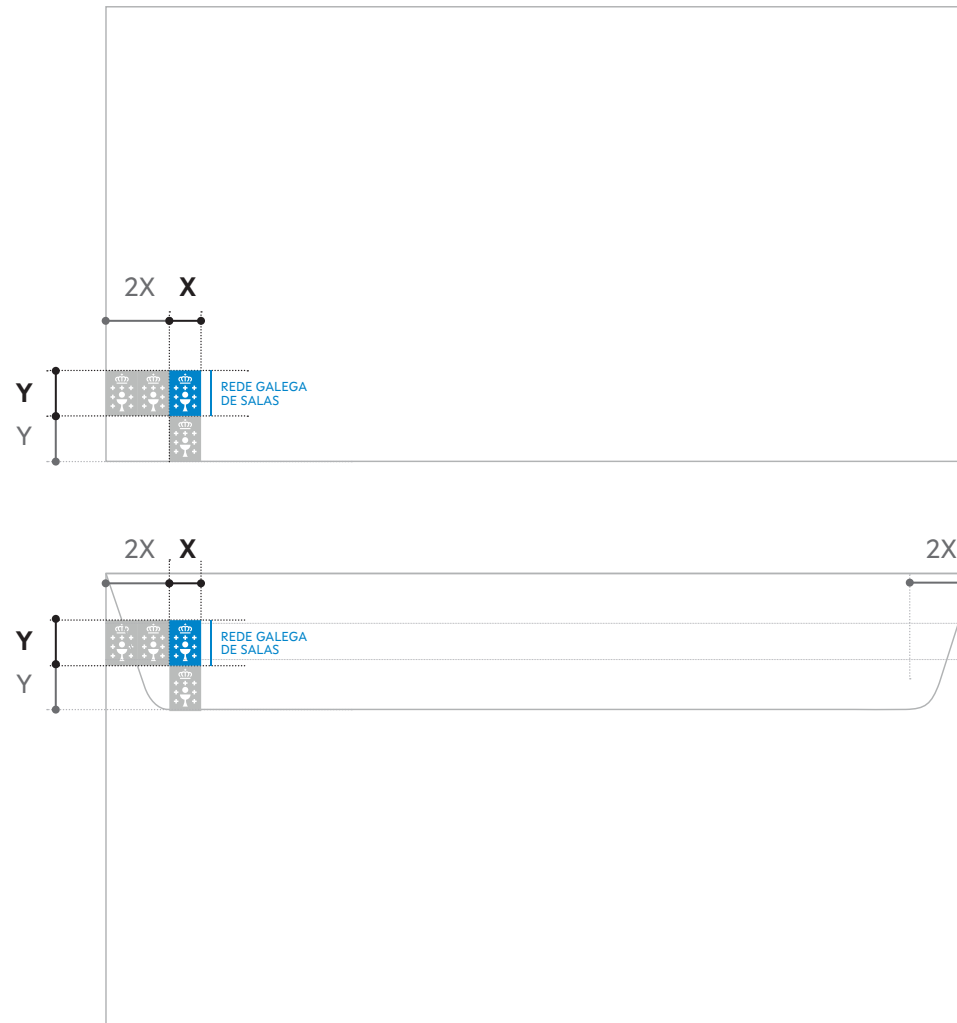 2X X
Y
REDE GALEGA
DE SALAS
Y
2X X 2X
Y
REDE GALEGA
DE SALAS
Y